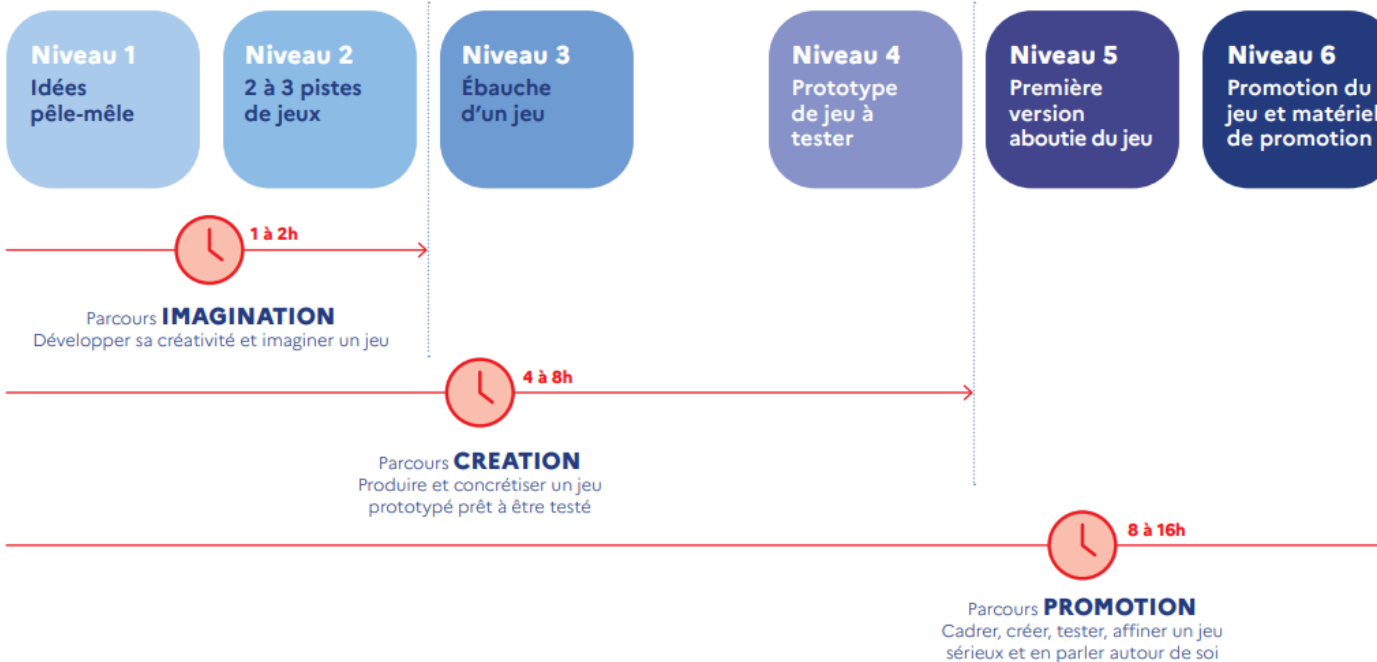 Niveau 1
Idées
pêle-mêle
Niveau 2
2 à 3 pistes
de jeux
Niveau 3
Ébauche
d'un jeu
Niveau 4
Prototype
de jeu à
tester
Niveau 5
Première
version
aboutie du jeu
Niveau 6
Promotion du
jeu et matériel
de promotion
1 à 2h
Parcours IMAGINATION
Développer sa créativité et imaginer un jeu
4 à 8h
Parcours CREATION
Produire et concrétiser un jeu
prototypé prêt à être testé
8 à 16h
Parcours PROMOTION
Cadrer, créer, tester, affiner un jeu
sérieux et en parler autour de soi